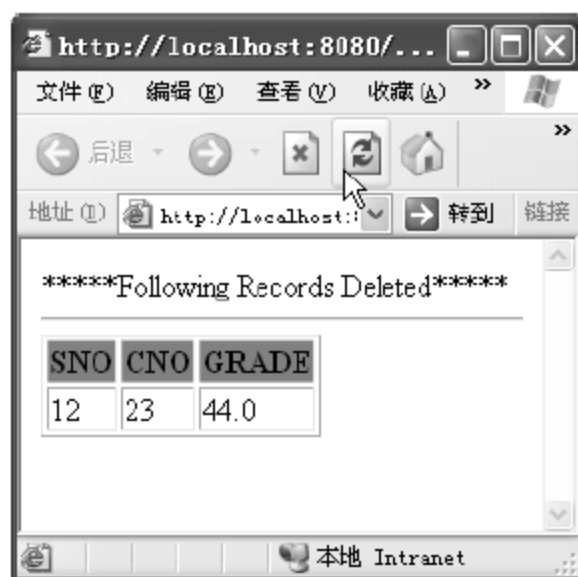 http://localhost:8080/...
文件(F) 编辑(E) 查看(V) 收藏(A) »
后退 »
地址(D) http://localhost: 转到 链接
*****Following Records Deleted*****
SNO CNO GRADE
12 23 44.0
本地 Intranet